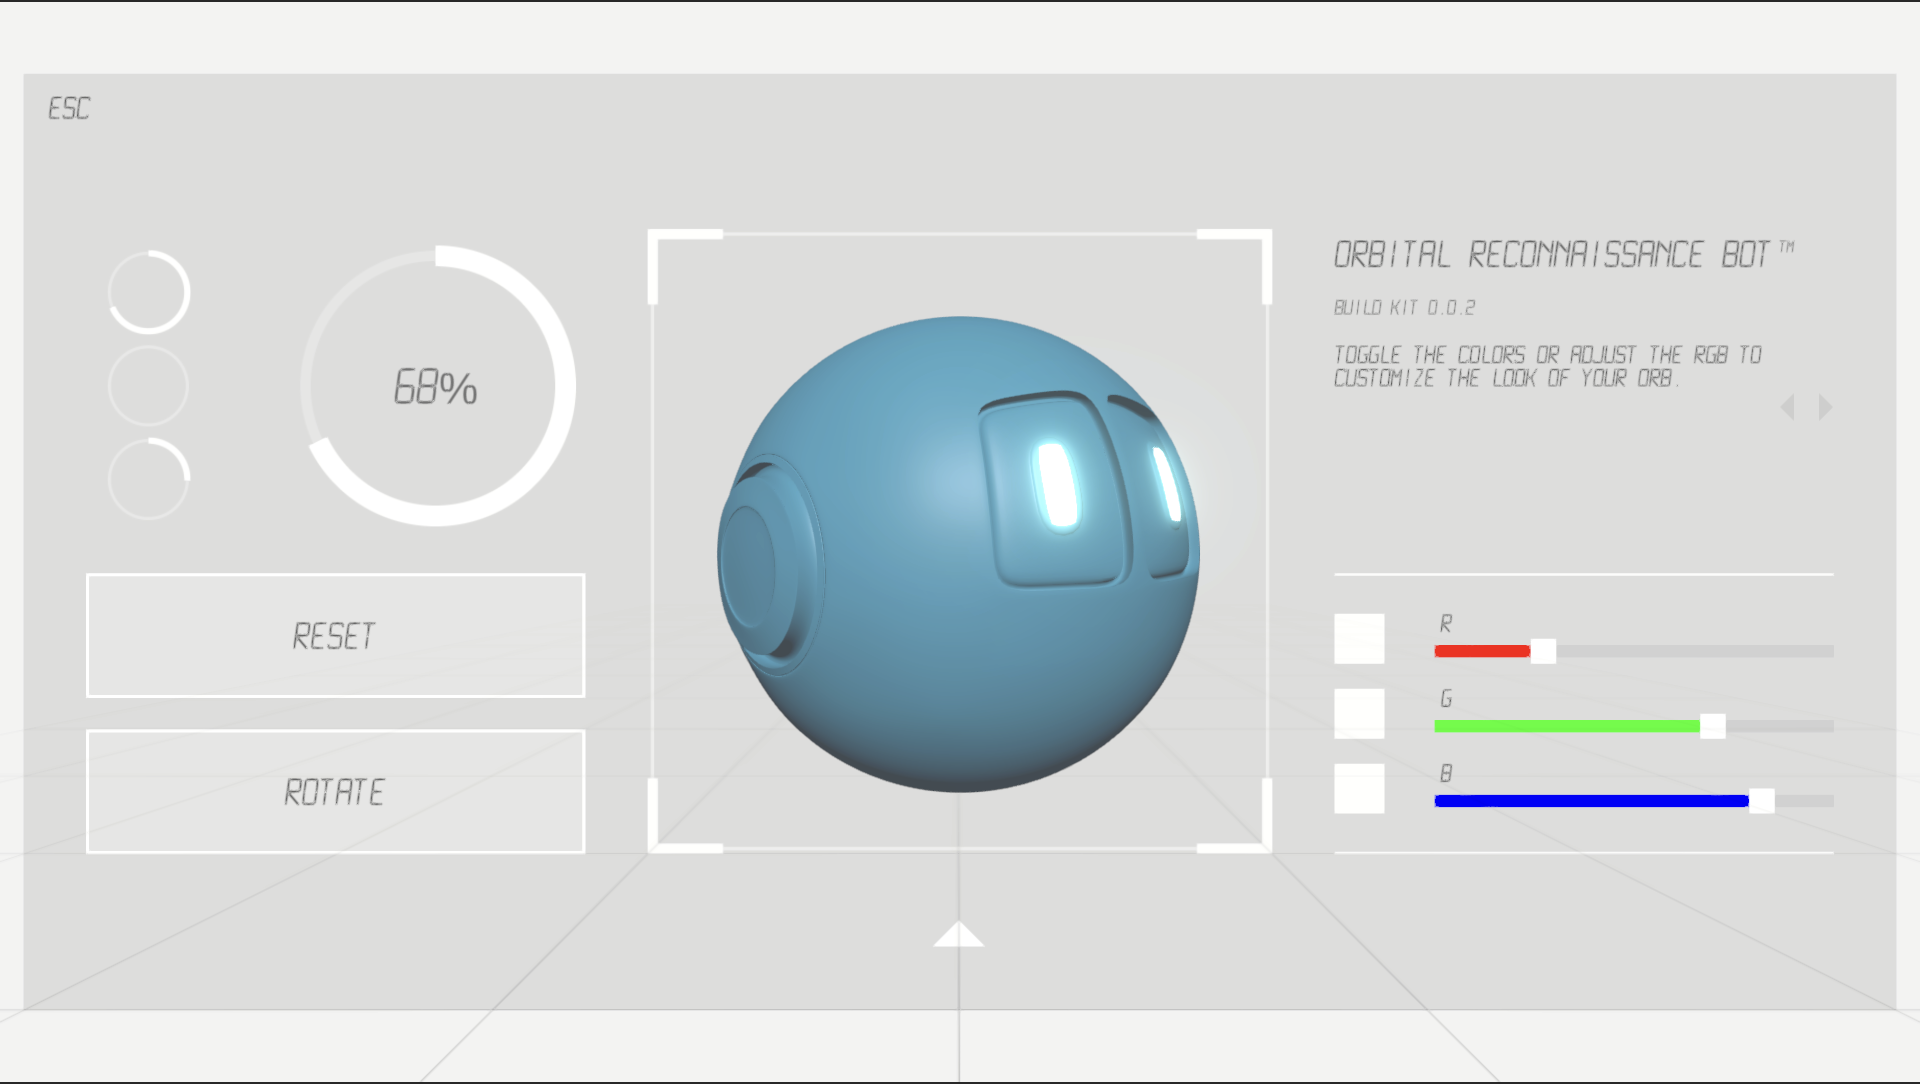 ESC
68%
RESET
ROTATE
ORBITAL RECONNAISSANCE BOT™
BUILD KIT 0.0.2
TOGGLE THE COLORS OR ADJUST THE RGB TO
CUSTOMIZE THE LOOK OF YOUR ORB.
R
G
B